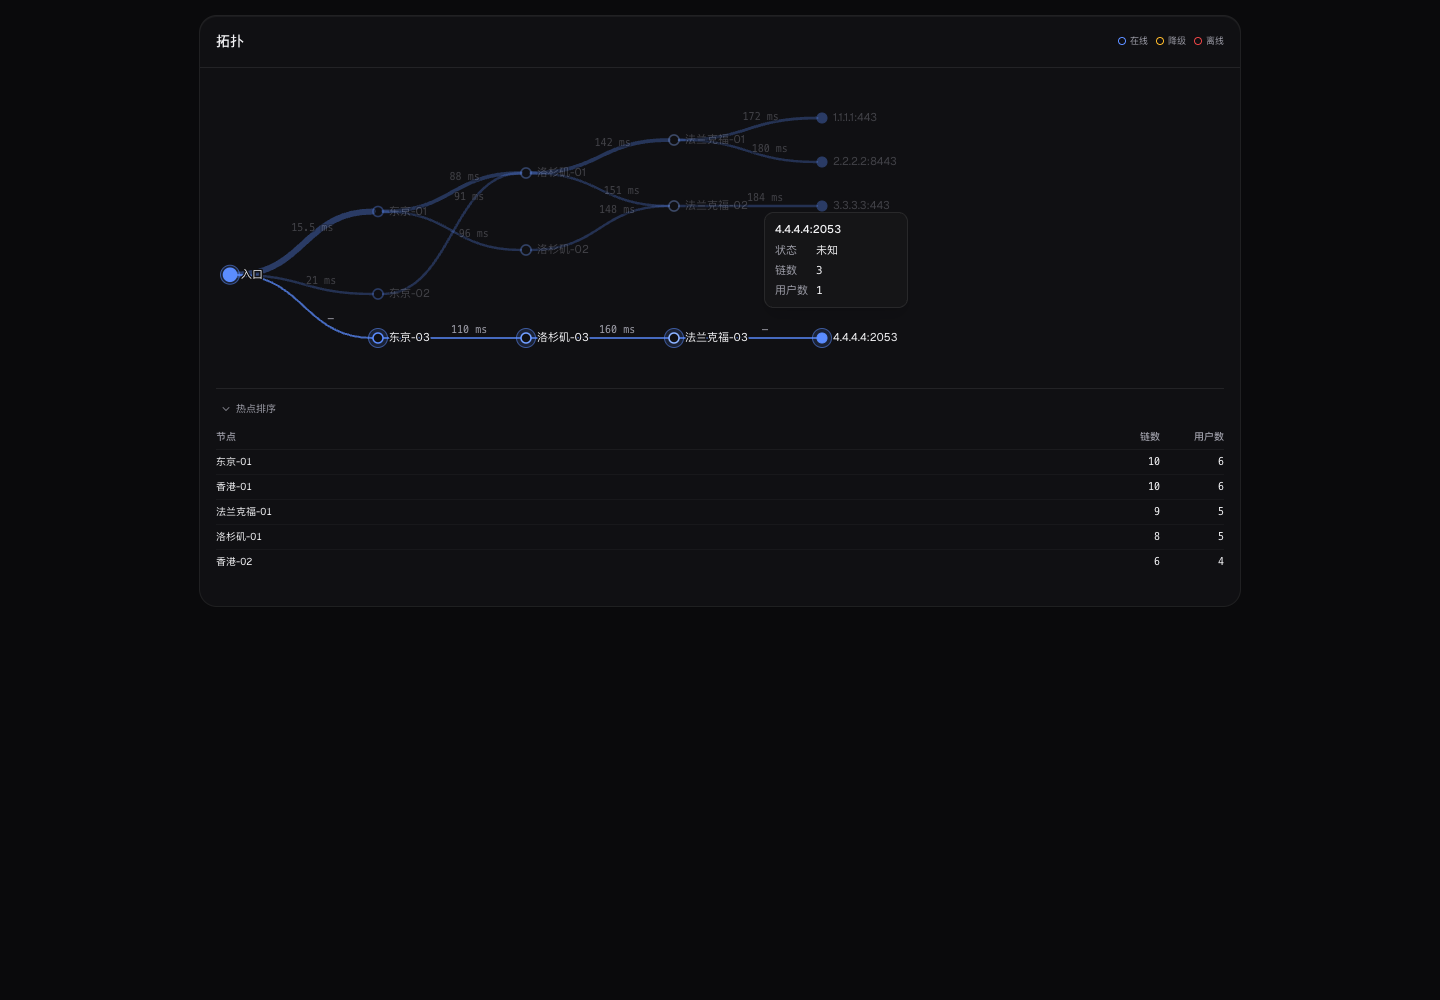 拓扑
在线 降级 离线
172 ms
1.1.1.1:443
142 ms
法兰克福-01
180 ms
2.2.2.2:8443
88 ms
洛杉矶-01
91 ms
151 ms
184 ms
法兰克福-02
3.3.3.3:443
148 ms
东京-01
15.5 ms
96 ms
洛杉矶-02
入口
21 ms
东京-02
4.4.4.4:2053
状态 未知
链数 3
用户数 1
—
110 ms
160 ms
—
东京-03
洛杉矶-03
法兰克福-03
4.4.4.4:2053
热点排序
节点 链数 用户数
东京-01 10 6
香港-01 10 6
法兰克福-01 9 5
洛杉矶-01 8 5
香港-02 6 4